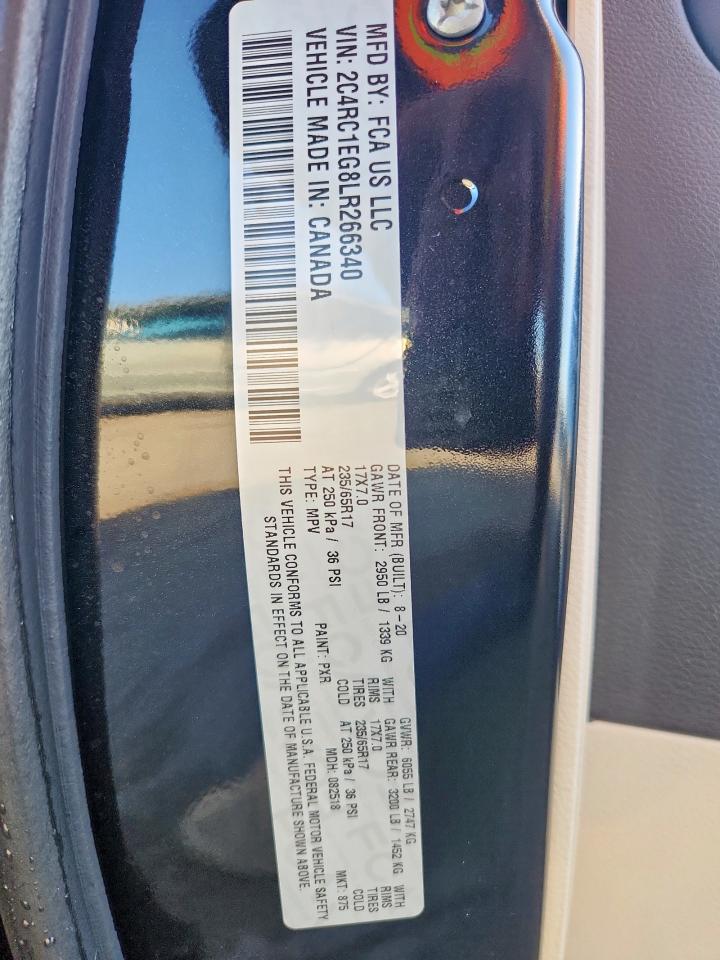 MFD BY: FCA US LLC
VIN: 2C4RC1EG8LR266340
VEHICLE MADE IN: CANADA
DATE OF MFR (BUILT): 8-20 GVWR: 6055 LB / 2747 KG
GAWR FRONT: 2950 LB / 1339 KG WITH GAWR REAR: 3200 LB / 1452 KG WITH
17X7.0 RIMS 17X7.0 RIMS
235/65R17 TIRES 235/65R17 TIRES
AT 250 kPa / 36 PSI COLD AT 250 kPa / 36 PSI COLD
TYPE: MPV PAINT: PXR MDH: 082518 MKT: 875
THIS VEHICLE CONFORMS TO ALL APPLICABLE U.S.A. FEDERAL MOTOR VEHICLE SAFETY
STANDARDS IN EFFECT ON THE DATE OF MANUFACTURE SHOWN ABOVE.